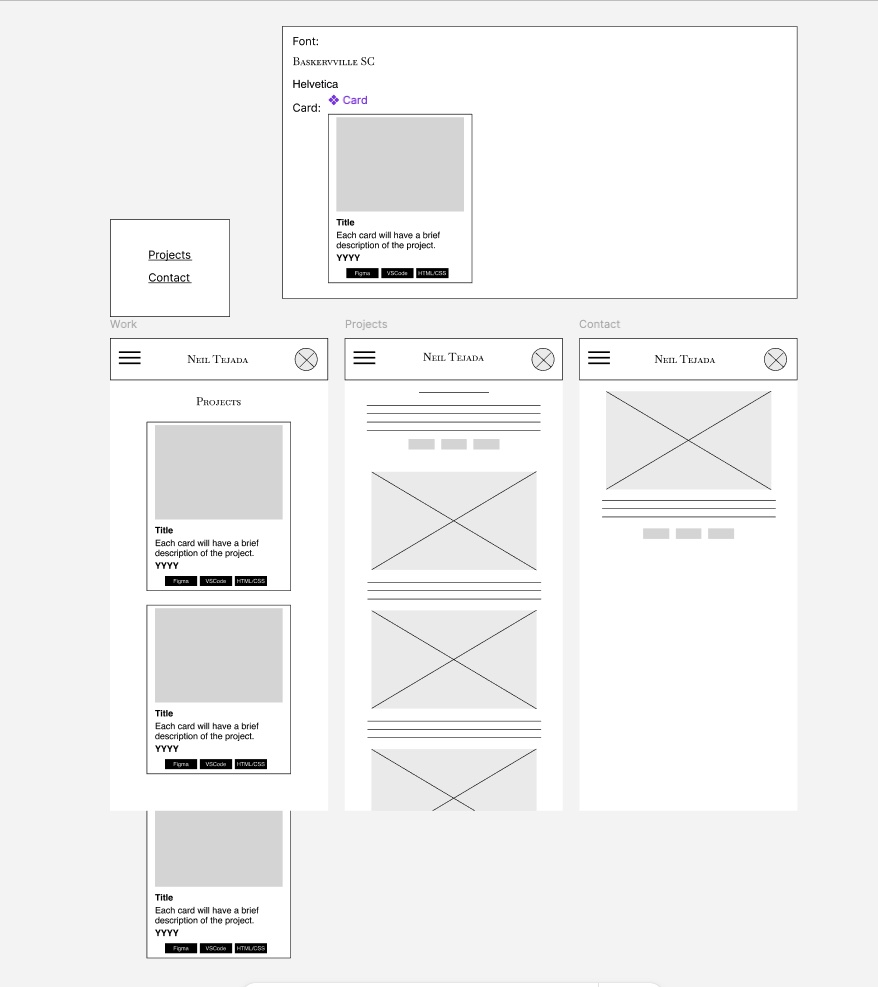 Font:
Baskervville SC
Helvetica
Card:
Card
Title
Each card will have a brief
description of the project.
YYYY
Figma VSCode HTML/CSS
Projects
Contact
Work
Projects
Contact
Neil Tejada
Neil Tejada
Neil Tejada
Projects
Title
Each card will have a brief
description of the project.
YYYY
Figma VSCode HTML/CSS
Title
Each card will have a brief
description of the project.
YYYY
Figma VSCode HTML/CSS
Title
Each card will have a brief
description of the project.
YYYY
Figma VSCode HTML/CSS